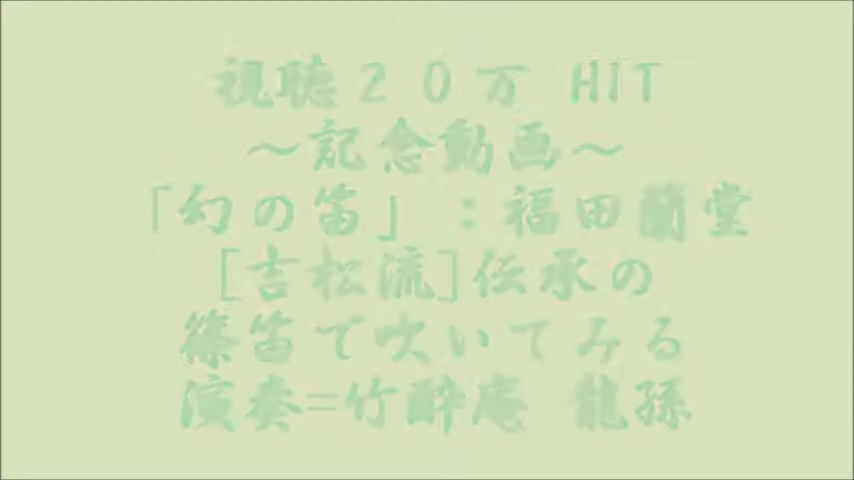 視聴２０万 HIT
～記念動画～
「幻の笛」：福田蘭堂
[吉松流]伝承の
篠笛で吹いてみる
演奏=竹酔庵 龍孫